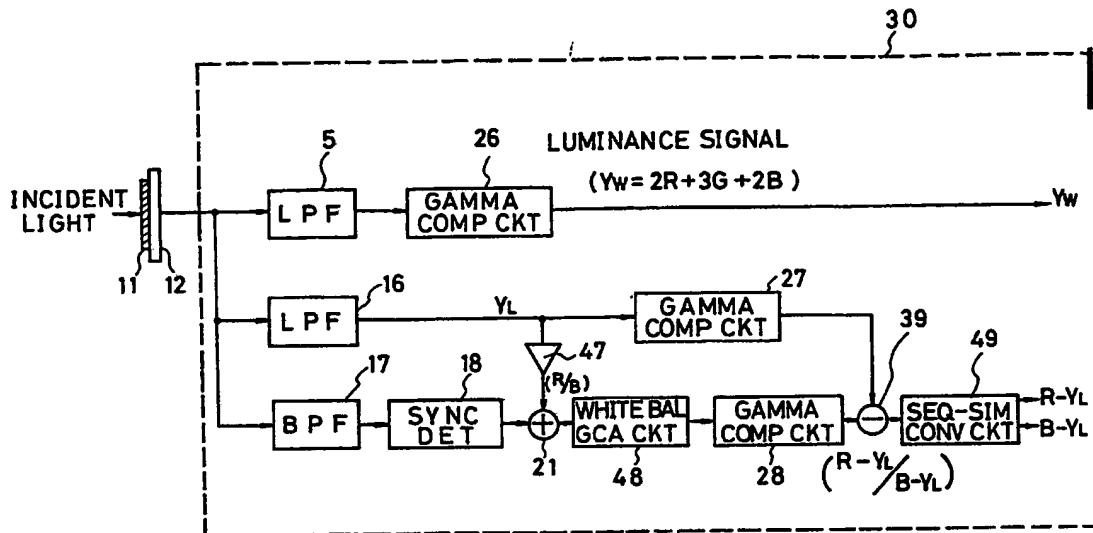 30
5
26
LUMINANCE SIGNAL
(Yw=2R+3G+2B)
INCIDENT
LIGHT
LPF
GAMMA
COMP CKT
Yw
11
12
16
27
LPF
YL
GAMMA
COMP CKT
47
39
49
17
18
(R/B)
BPF
SYNC
DET
+
WHITE BAL
GCA CKT
GAMMA
COMP CKT
−
SEQ-SIM
CONV CKT
R-YL
B-YL
21
48
28
(R-YL/B-YL)